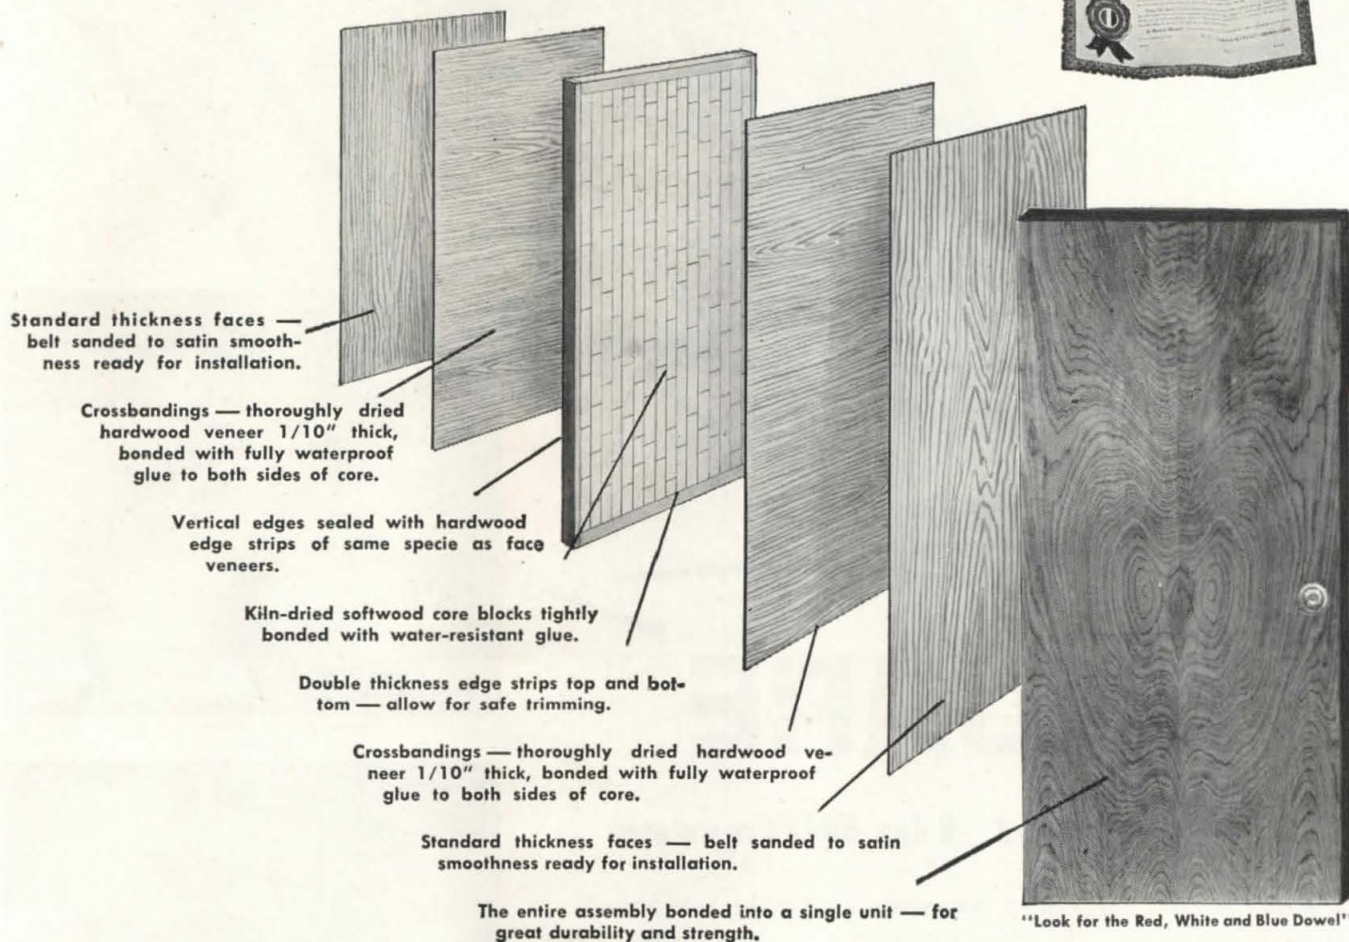 Standard thickness faces —
belt sanded to satin smooth-
ness ready for installation.
Crossbandings — thoroughly dried
hardwood veneer 1/10" thick,
bonded with fully waterproof
glue to both sides of core.
Vertical edges sealed with hardwood
edge strips of same specie as face
veneers.
Kiln-dried softwood core blocks tightly
bonded with water-resistant glue.
Double thickness edge strips top and bot-
tom — allow for safe trimming.
Crossbandings — thoroughly dried hardwood ve-
neer 1/10" thick, bonded with fully waterproof
glue to both sides of core.
Standard thickness faces — belt sanded to satin
smoothness ready for installation.
The entire assembly bonded into a single unit — for
great durability and strength.
"Look for the Red, White and Blue Dowel"